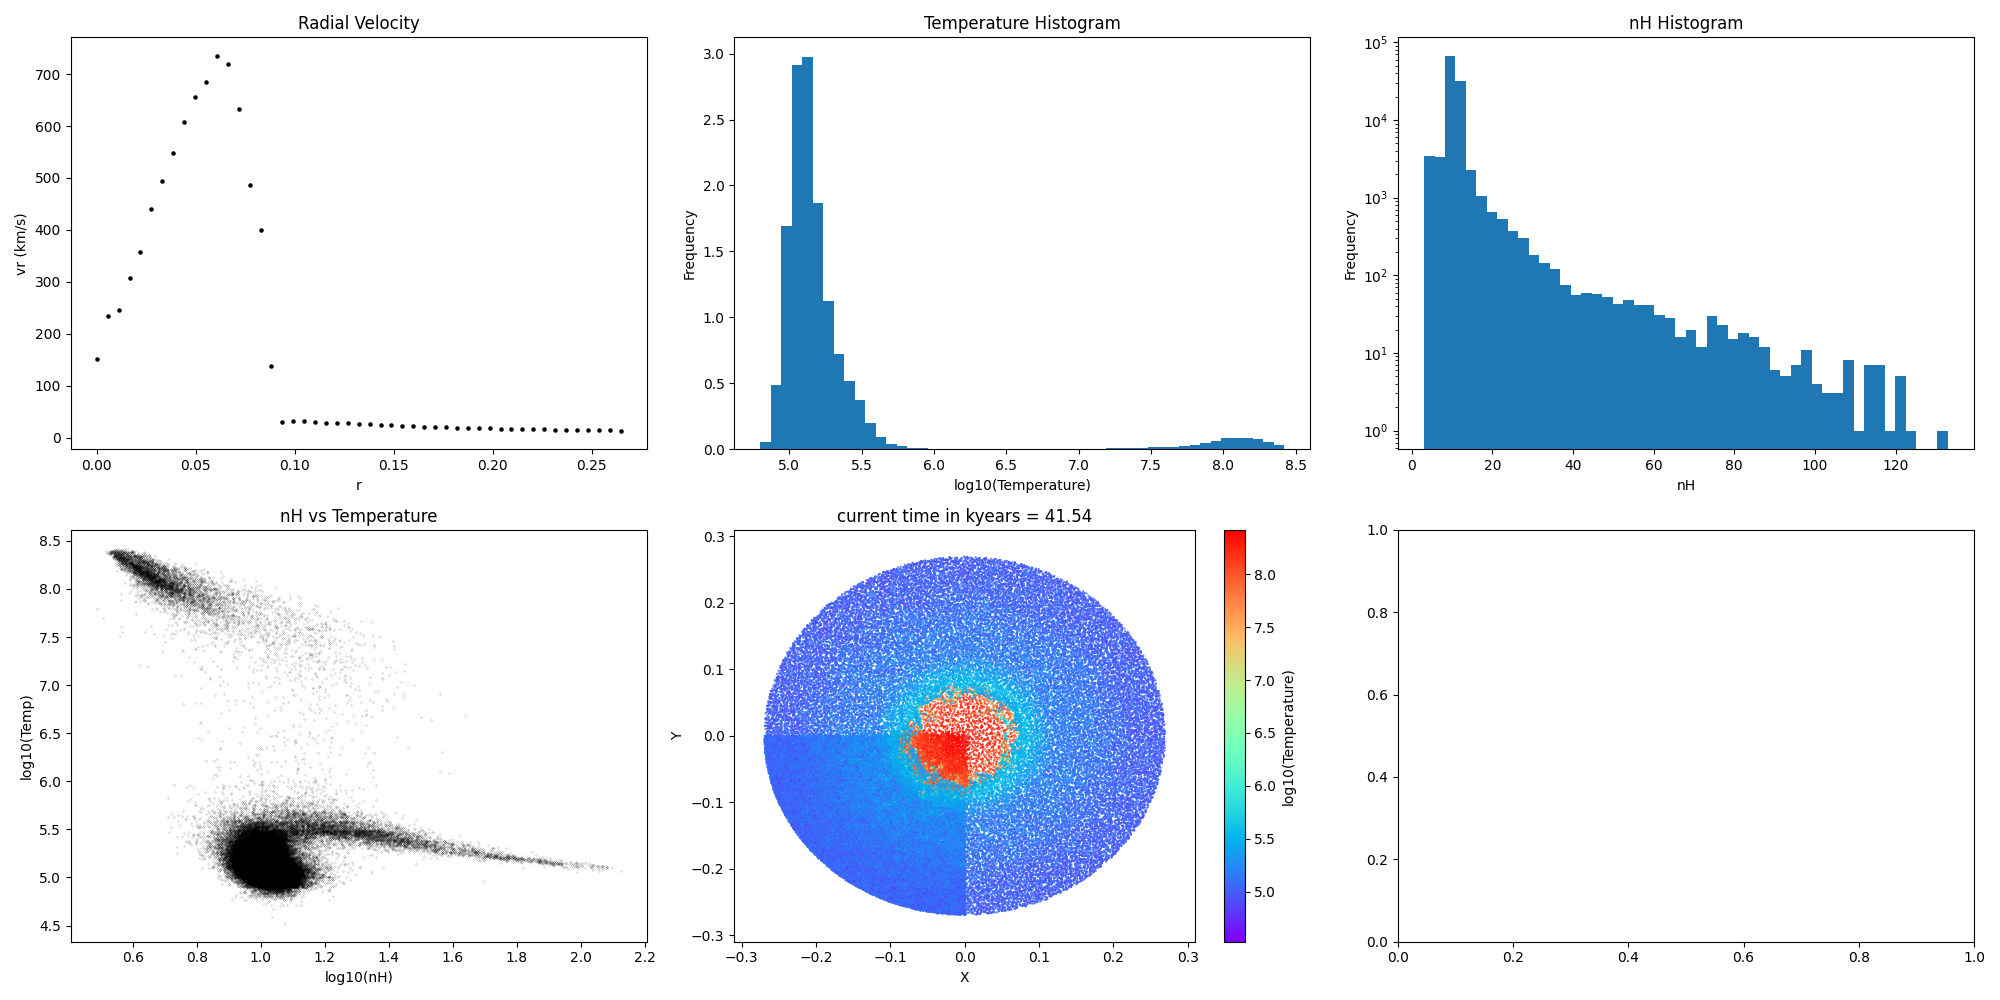 Radial Velocity
700
600
500
400
300
200
100
0
vr (km/s)
0.00 0.05 0.10 0.15 0.20 0.25
r
Temperature Histogram
3.0
2.5
2.0
1.5
1.0
0.5
0.0
Frequency
5.0 5.5 6.0 6.5 7.0 7.5 8.0 8.5
log10(Temperature)
nH Histogram
10^5
10^4
10^3
10^2
10^1
10^0
Frequency
0 20 40 60 80 100 120
nH
nH vs Temperature
8.5
8.0
7.5
7.0
6.5
6.0
5.5
5.0
4.5
log10(Temp)
0.6 0.8 1.0 1.2 1.4 1.6 1.8 2.0 2.2
log10(nH)
current time in kyears = 41.54
0.3
0.2
0.1
0.0
−0.1
−0.2
−0.3
Y
−0.3 −0.2 −0.1 0.0 0.1 0.2 0.3
X
8.0
7.5
7.0
6.5
6.0
5.5
5.0
log10(Temperature)
1.0
0.8
0.6
0.4
0.2
0.0
0.0 0.2 0.4 0.6 0.8 1.0